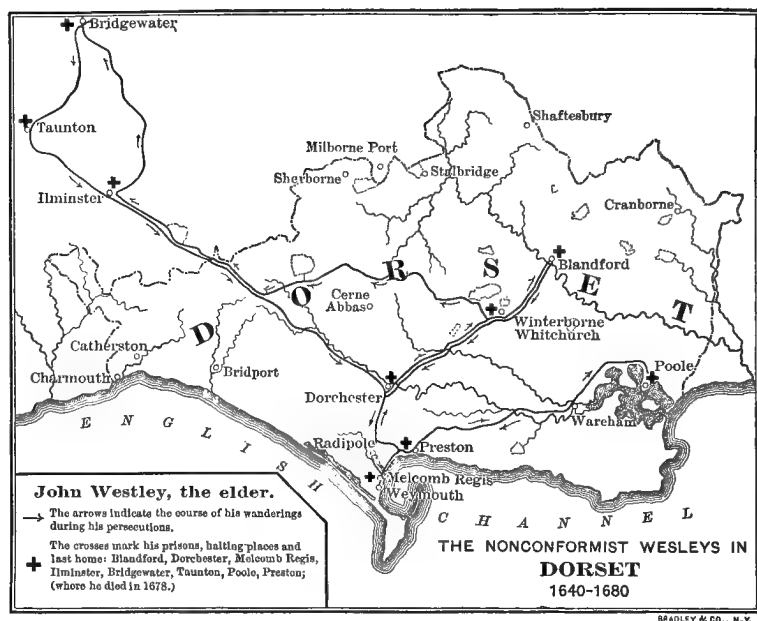 Bridgewater
Taunton
Ilminster
Shaftesbury
Milborne Port
Sherborne
Stalbridge
Cranborne
Blandford
DORSET
Cerne
Abbas
Winterborne
Whitchurch
Catherston
Charmouth
Bridport
Dorchester
Poole
Wareham
Radipole
Preston
Melcomb Regis
Weymouth
ENGLISH CHANNEL
John Westley, the elder.
The arrows indicate the course of his wanderings
during his persecutions.
The crosses mark his prisons, halting-places and
last home: Blandford, Dorchester, Melcomb Regis,
Ilminster, Bridgewater, Taunton, Poole, Preston;
(where he died in 1678.)
THE NONCONFORMIST WESLEYS IN
DORSET
1640-1680
BRADLEY & CO., N.Y.